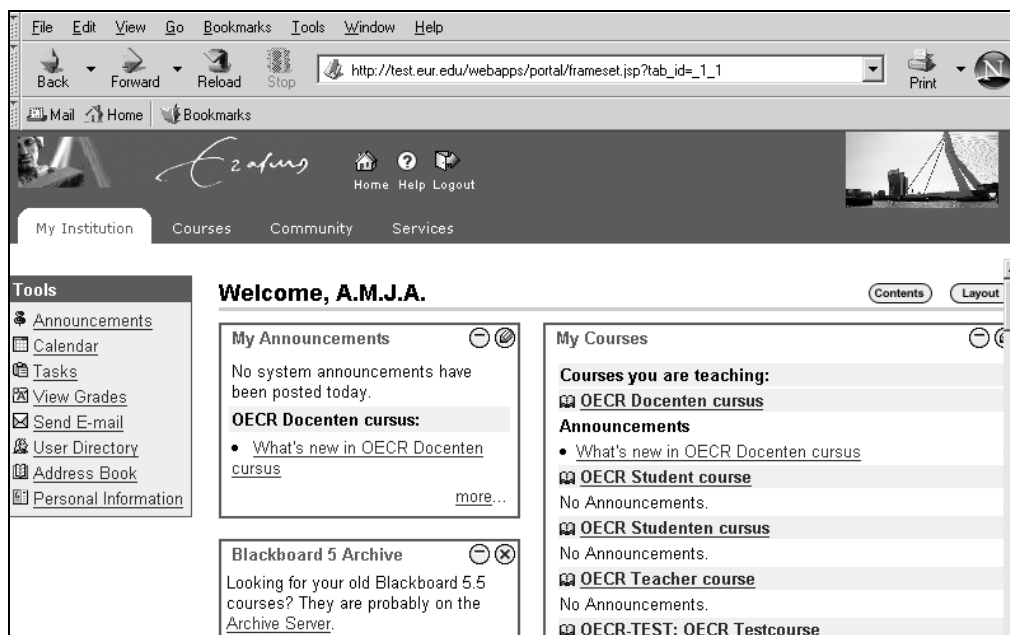 File Edit View Go Bookmarks Tools Window Help
Back Forward Reload Stop http://test.eur.edu/webapps/portal/frameset.jsp?tab_id=_1_1 Print N
Mail Home Bookmarks
Erasmus
Home Help Logout
My Institution Courses Community Services
Tools
Announcements
Calendar
Tasks
View Grades
Send E-mail
User Directory
Address Book
Personal Information
Welcome, A.M.J.A.
Contents Layout
My Announcements
No system announcements have
been posted today.
OECR Docenten cursus:
• What's new in OECR Docenten
cursus
more...
Blackboard 5 Archive
Looking for your old Blackboard 5.5
courses? They are probably on the
Archive Server.
My Courses
Courses you are teaching:
OECR Docenten cursus
Announcements
• What's new in OECR Docenten cursus
OECR Student course
No Announcements.
OECR Studenten cursus
No Announcements.
OECR Teacher course
No Announcements.
OECR-TEST: OECR Testcourse